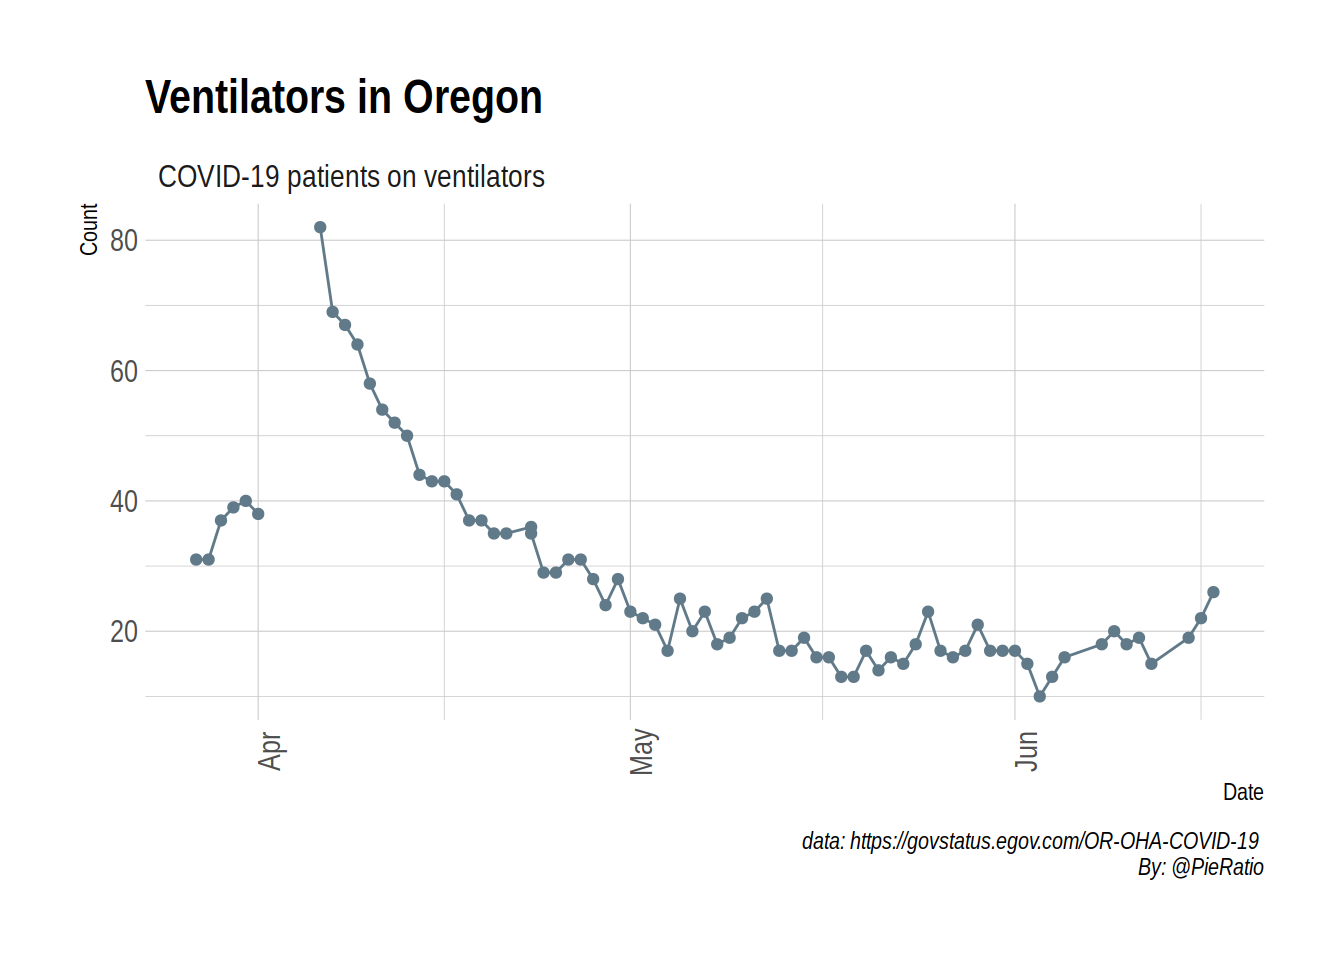 Ventilators in Oregon
COVID-19 patients on ventilators
Count
80
60
40
20
Apr
May
Jun
Date
data: https://govstatus.egov.com/OR-OHA-COVID-19
By: @PieRatio